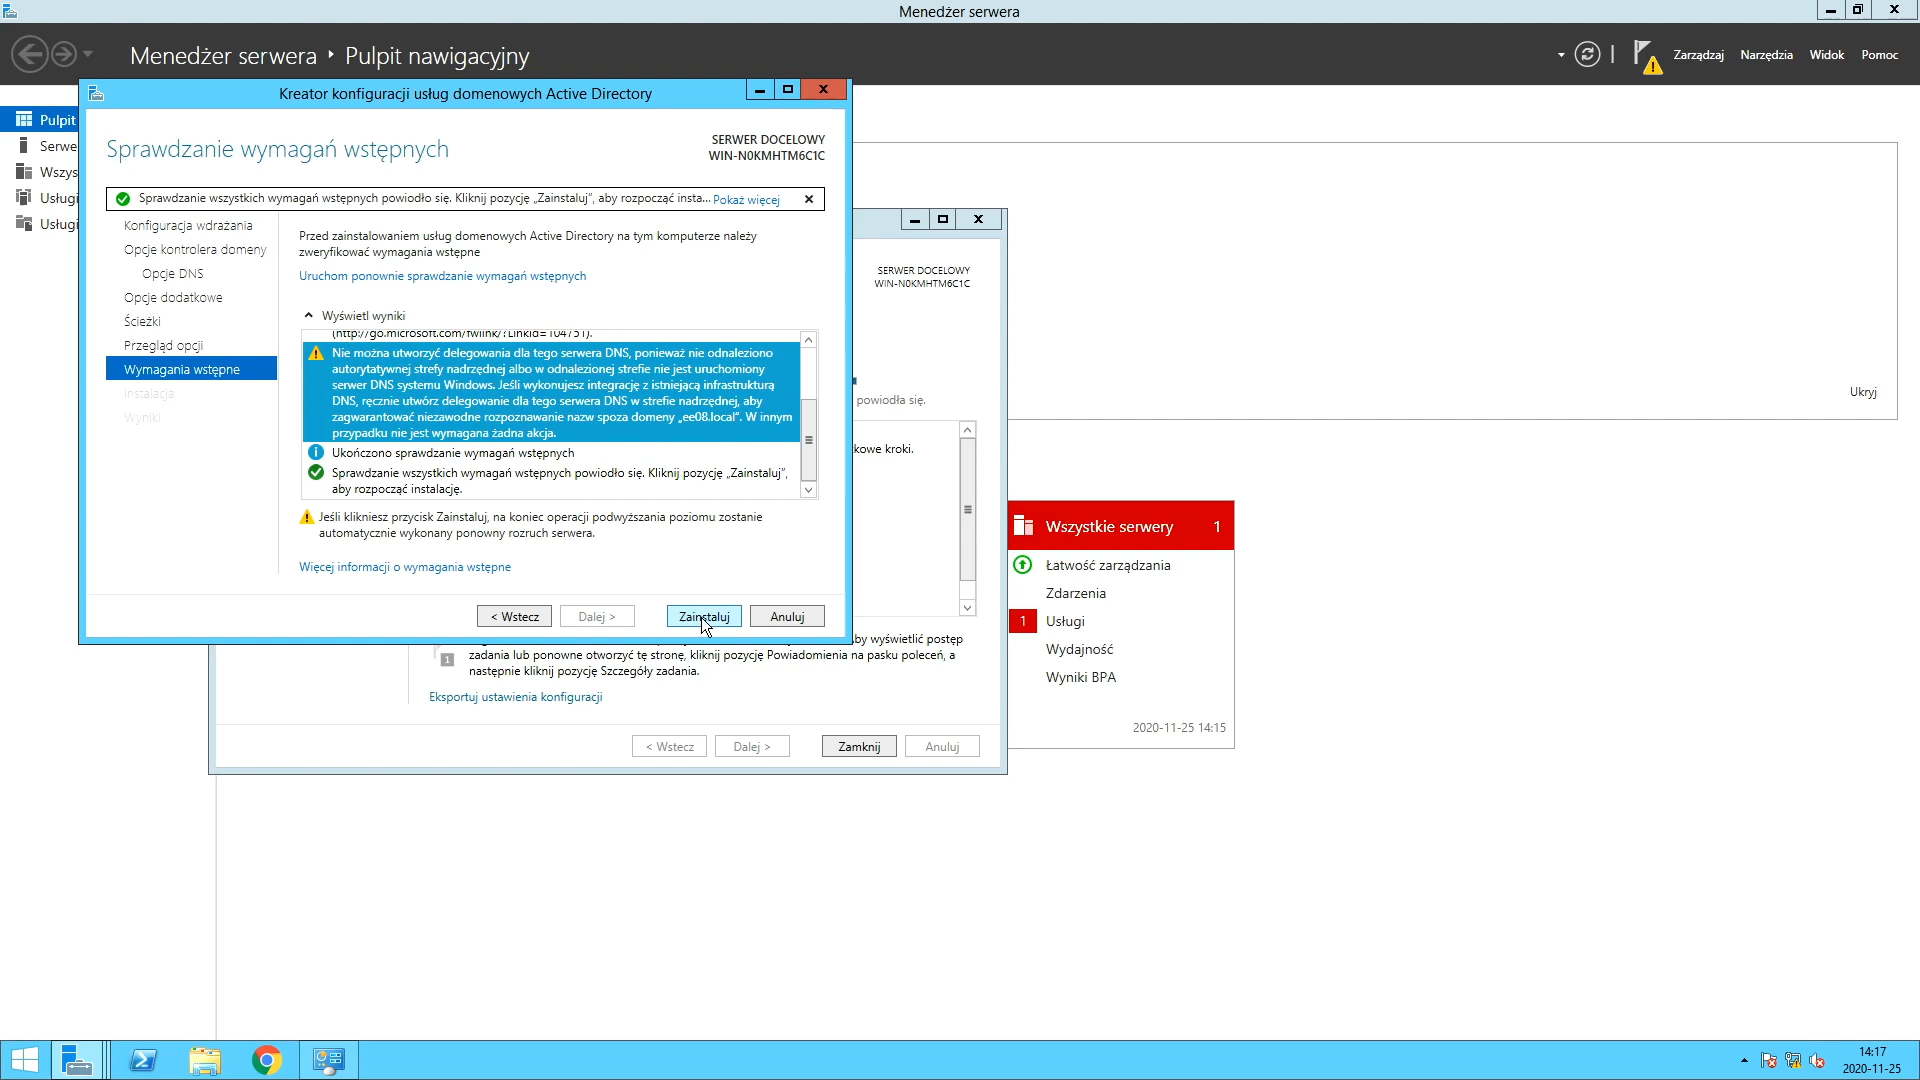 Menedżer serwera
Menedżer serwera ‣ Pulpit nawigacyjny
Zarządzaj Narzędzia Widok Pomoc
Pulpit
Serwe
Wszys
Usługi
Usługi
Kreator konfiguracji usług domenowych Active Directory
Sprawdzanie wymagań wstępnych
SERWER DOCELOWY
WIN-N0KMHTM6C1C
Sprawdzanie wszystkich wymagań wstępnych powiodło się. Kliknij pozycję „Zainstaluj”, aby rozpocząć insta... Pokaż więcej
Konfiguracja wdrażania
Opcje kontrolera domeny
Opcje DNS
Opcje dodatkowe
Ścieżki
Przegląd opcji
Wymagania wstępne
Instalacja
Wyniki
Przed zainstalowaniem usług domenowych Active Directory na tym komputerze należy
zweryfikować wymagania wstępne
Uruchom ponownie sprawdzanie wymagań wstępnych
Wyświetl wyniki
(http://go.microsoft.com/fwlink/?LinkId=104751).
Nie można utworzyć delegowania dla tego serwera DNS, ponieważ nie odnaleziono
autorytatywnej strefy nadrzędnej albo w odnalezionej strefie nie jest uruchomiony
serwer DNS systemu Windows. Jeśli wykonujesz integrację z istniejącą infrastrukturą
DNS, ręcznie utwórz delegowanie dla tego serwera DNS w strefie nadrzędnej, aby
zagwarantować niezawodne rozpoznawanie nazw spoza domeny „ee08.local”. W innym
przypadku nie jest wymagana żadna akcja.
Ukończono sprawdzanie wymagań wstępnych
Sprawdzanie wszystkich wymagań wstępnych powiodło się. Kliknij pozycję „Zainstaluj”,
aby rozpocząć instalację.
Jeśli klikniesz przycisk Zainstaluj, na koniec operacji podwyższania poziomu zostanie
automatycznie wykonany ponowny rozruch serwera.
Więcej informacji o wymagania wstępne
< Wstecz Dalej > Zainstaluj Anuluj
SERWER DOCELOWY
WIN-N0KMHTM6C1C
powiodła się.
kowe kroki.
by wyświetlić postęp
1 zadania lub ponowne otworzyć tę stronę, kliknij pozycję Powiadomienia na pasku poleceń, a
następnie kliknij pozycję Szczegóły zadania.
Eksportuj ustawienia konfiguracji
< Wstecz Dalej > Zamknij Anuluj
Ukryj
Wszystkie serwery 1
Łatwość zarządzania
Zdarzenia
1 Usługi
Wydajność
Wyniki BPA
2020-11-25 14:15
14:17
2020-11-25